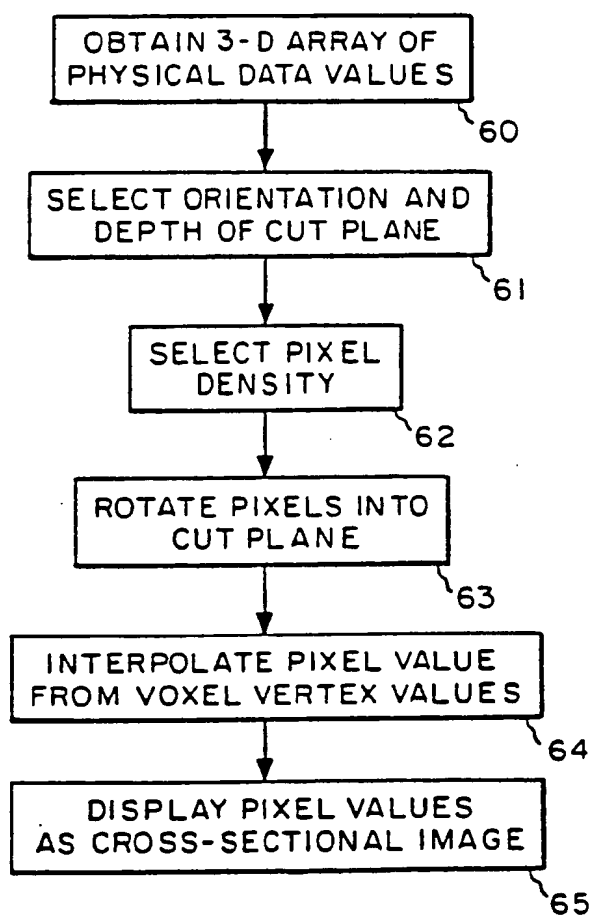 OBTAIN 3-D ARRAY OF
PHYSICAL DATA VALUES
60
SELECT ORIENTATION AND
DEPTH OF CUT PLANE
61
SELECT PIXEL
DENSITY
62
ROTATE PIXELS INTO
CUT PLANE
63
INTERPOLATE PIXEL VALUE
FROM VOXEL VERTEX VALUES
64
DISPLAY PIXEL VALUES
AS CROSS-SECTIONAL IMAGE
65